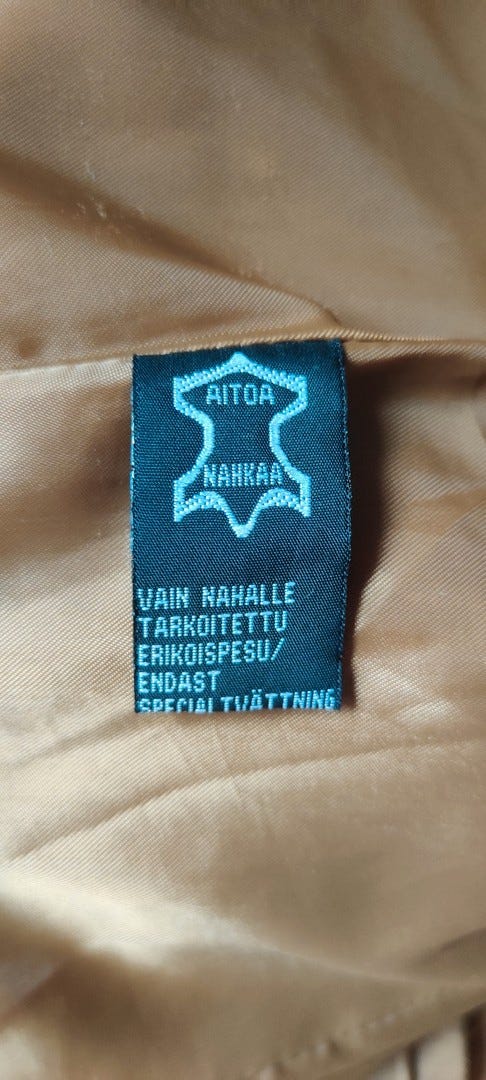 AITOA
NAHKAA
VAIN NAHALLE
TARKOITETTU
ERIKOISPESU/
ENDAST
SPECIALTVÄTTNING